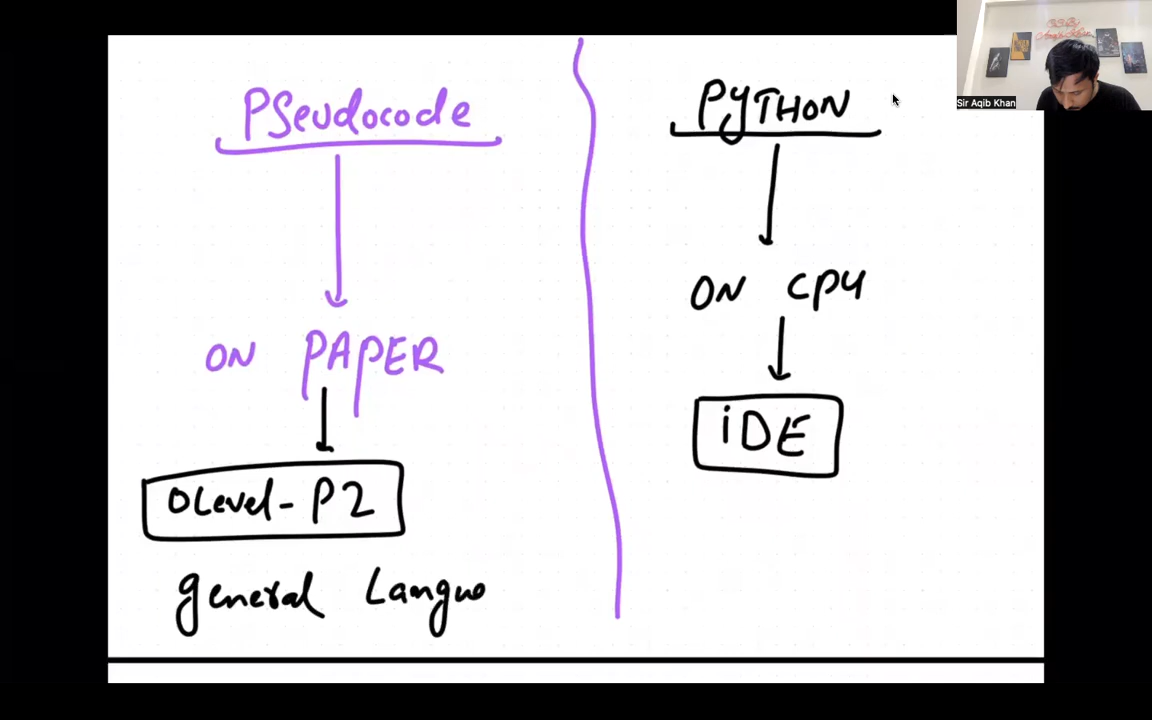 PSeudocode
ON PAPER
OLevel - P2
general Languo
PYTHON
ON CPU
iDE
Sir Aqib Khan